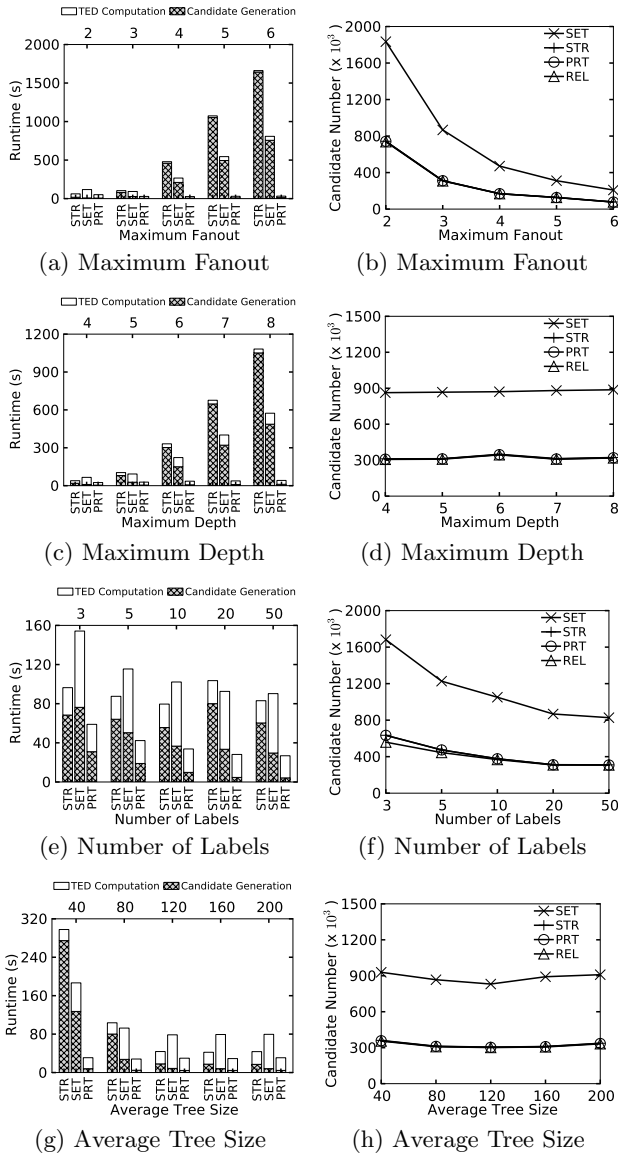 TED Computation Candidate Generation
2 3 4 5 6
2000
1500
1000
500
0
Runtime (s)
STR SET PRT STR SET PRT STR SET PRT STR SET PRT STR SET PRT
Maximum Fanout
(a) Maximum Fanout
2000
1600
1200
800
400
0
Candidate Number (x 10³ )
SET
STR
PRT
REL
2 3 4 5 6
Maximum Fanout
(b) Maximum Fanout
TED Computation Candidate Generation
4 5 6 7 8
1200
900
600
300
0
Runtime (s)
STR SET PRT STR SET PRT STR SET PRT STR SET PRT STR SET PRT
Maximum Depth
(c) Maximum Depth
1500
1200
900
600
300
0
Candidate Number (x 10³ )
SET
STR
PRT
REL
4 5 6 7 8
Maximum Depth
(d) Maximum Depth
TED Computation Candidate Generation
3 5 10 20 50
160
120
80
40
0
Runtime (s)
STR SET PRT STR SET PRT STR SET PRT STR SET PRT STR SET PRT
Number of Labels
(e) Number of Labels
2000
1600
1200
800
400
0
Candidate Number (x 10³ )
SET
STR
PRT
REL
3 5 10 20 50
Number of Labels
(f) Number of Labels
TED Computation Candidate Generation
40 80 120 160 200
320
240
160
80
0
Runtime (s)
STR SET PRT STR SET PRT STR SET PRT STR SET PRT STR SET PRT
Average Tree Size
(g) Average Tree Size
1500
1200
900
600
300
0
Candidate Number (x 10³ )
SET
STR
PRT
REL
40 80 120 160 200
Average Tree Size
(h) Average Tree Size